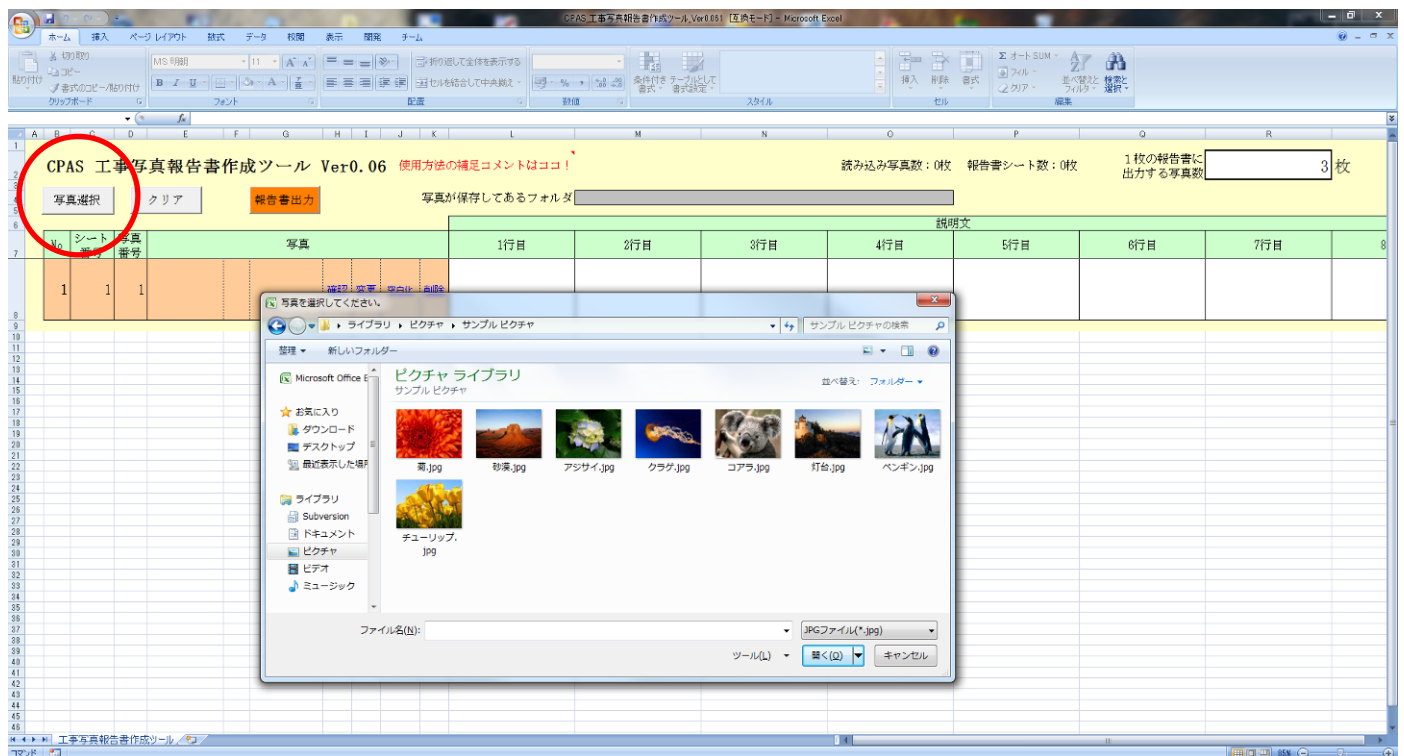 CPAS_工事写真報告書作成ツール_Ver0.061 [互換モード] - Microsoft Excel
ホーム 挿入 ページ レイアウト 数式 データ 校閲 表示 開発 チーム
切り取り
コピー
書式のコピー/貼り付け
貼り付け
クリップボード
MS 明朝 11
フォント
折り返して全体を表示する
セルを結合して中央揃え
配置
数値
条件付き書式 テーブルとして書式設定
スタイル
挿入 削除 書式
セル
Σ オート SUM
フィル
クリア
並べ替えとフィルタ 検索と選択
編集
A B C D E F G H I J K L M N O P Q R
CPAS 工事写真報告書作成ツール Ver0.06 使用方法の補足コメントはココ！ 読み込み写真数：0枚 報告書シート数：0枚 1枚の報告書に出力する写真数 3 枚
写真選択 クリア 報告書出力 写真が保存してあるフォルダ
説明文
No シート番号 写真番号 写真 1行目 2行目 3行目 4行目 5行目 6行目 7行目 8
1 1 1 確認 変更 空白化 削除
写真を選択してください。
ライブラリ ピクチャ サンプル ピクチャ サンプル ピクチャの検索
整理 新しいフォルダー
Microsoft Office E
お気に入り
ダウンロード
デスクトップ
最近表示した場所
ライブラリ
Subversion
ドキュメント
ピクチャ
ビデオ
ミュージック
ピクチャ ライブラリ
サンプル ピクチャ
並べ替え: フォルダー
菊.jpg 砂漠.jpg アジサイ.jpg クラゲ.jpg コアラ.jpg 灯台.jpg ペンギン.jpg
チューリップ.
jpg
ファイル名(N): JPGファイル(*.jpg)
ツール(L) 開く(O) キャンセル
工事写真報告書作成ツール
コマンド 85%